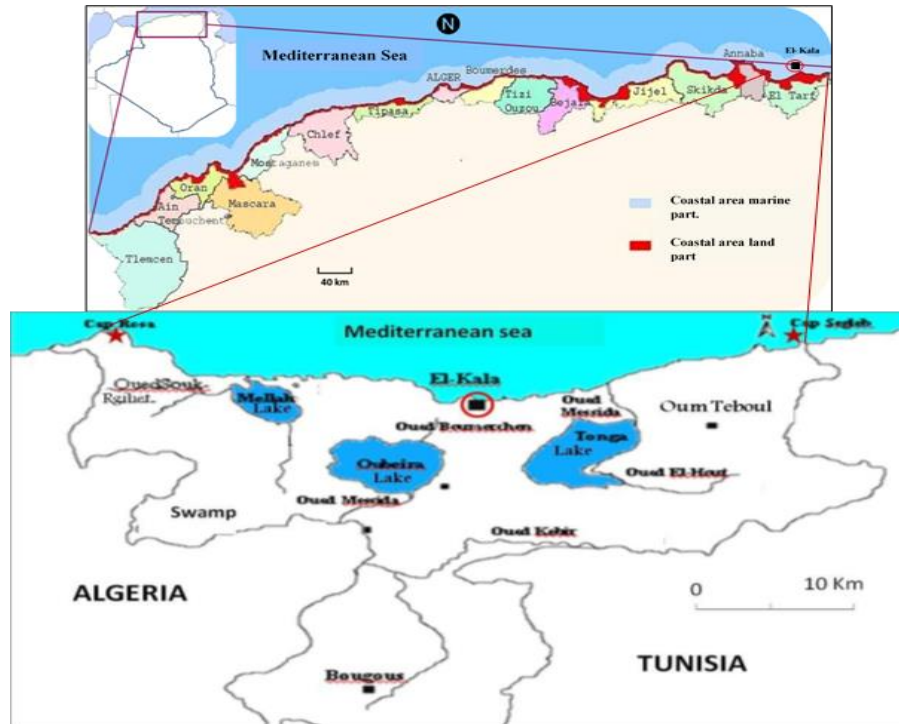 N
Mediterranean Sea
El-Kala
Annaba
ALGER
Boumerdes
Tizi
Ouzou
Bejaia
Jijel
Skikda
El Tarf
Tipasa
Chlef
Mostaganem
Oran
Mascara
Ain
Temouchent
Tlemcen
Coastal area marine
part.
Coastal area land
part
40 km
Cap Rosa
Mediterranean sea
Cap Segleb
El-Kala
Oued Souk-
Rgibet
Mellah
Lake
Oued Boumerchen
Oued
Messida
Oum Teboul
Tonga
Lake
Oubeira
Lake
Oued El-Hout
Oued Messida
Swamp
Oued Kebir
ALGERIA
0
10 Km
TUNISIA
Bougous